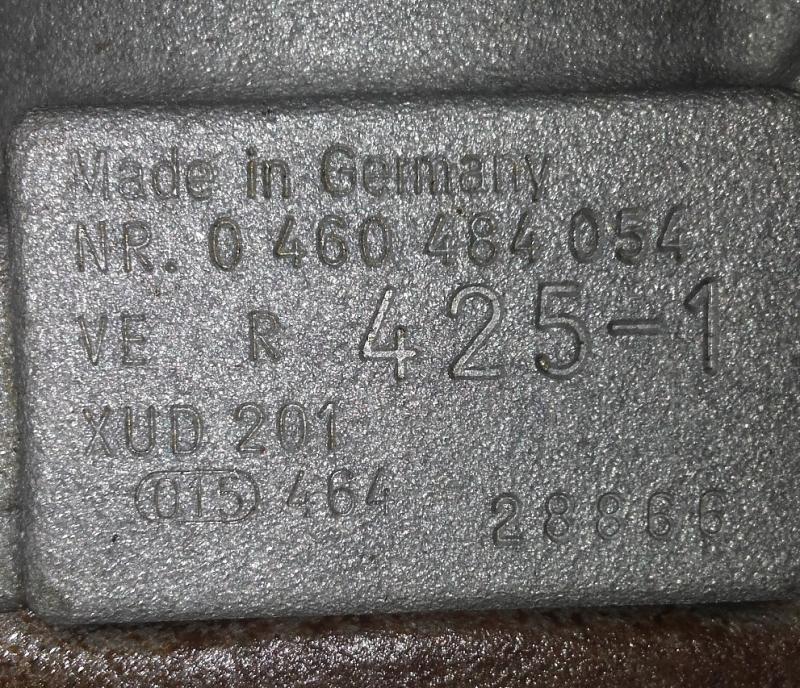 Made in Germany
NR. 0 460 484 054
VE R 425-1
XUD 201
015 464 28866